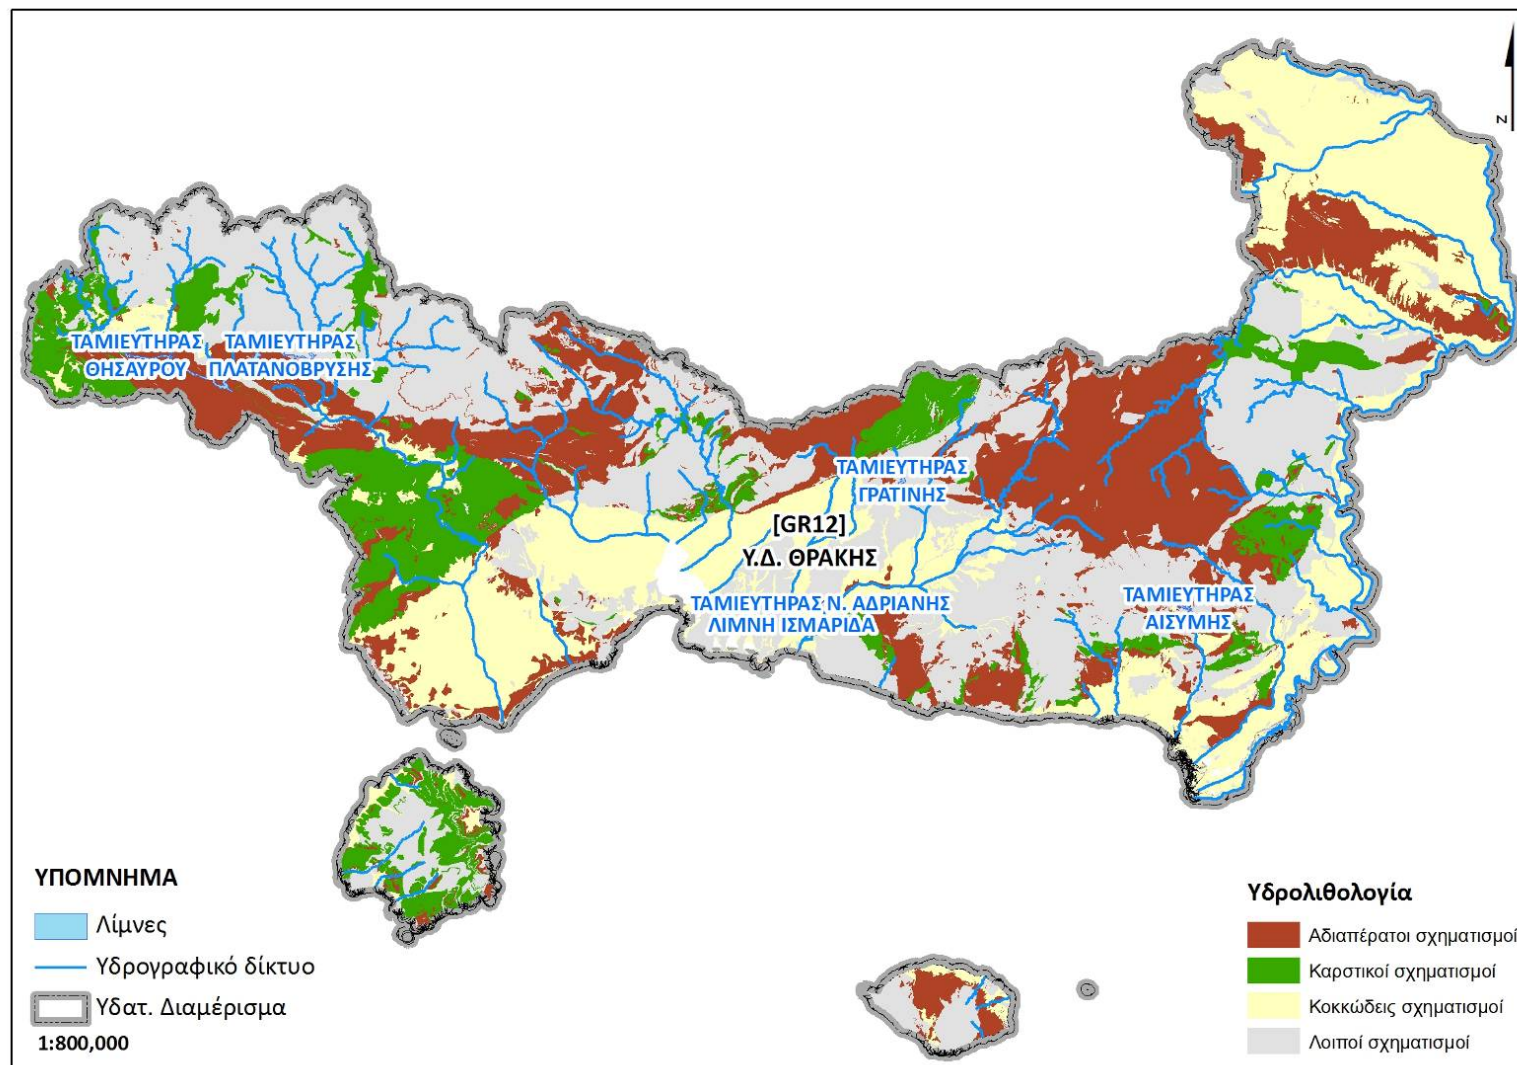 z
ΤΑΜΙΕΥΤΗΡΑΣ
ΘΗΣΑΥΡΟΥ
ΤΑΜΙΕΥΤΗΡΑΣ
ΠΛΑΤΑΝΟΒΡΥΣΗΣ
ΤΑΜΙΕΥΤΗΡΑΣ
ΓΡΑΤΙΝΗΣ
[GR12]
Υ.Δ. ΘΡΑΚΗΣ
ΤΑΜΙΕΥΤΗΡΑΣ Ν. ΑΔΡΙΑΝΗΣ
ΛΙΜΝΗ ΙΣΜΑΡΙΔΑ
ΤΑΜΙΕΥΤΗΡΑΣ
ΑΙΣΥΜΗΣ
ΥΠΟΜΝΗΜΑ
Λίμνες
Υδρογραφικό δίκτυο
Υδατ. Διαμέρισμα
1:800,000
Υδρολιθολογία
Αδιαπέρατοι σχηματισμοί
Καρστικοί σχηματισμοί
Κοκκώδεις σχηματισμοί
Λοιποί σχηματισμοί